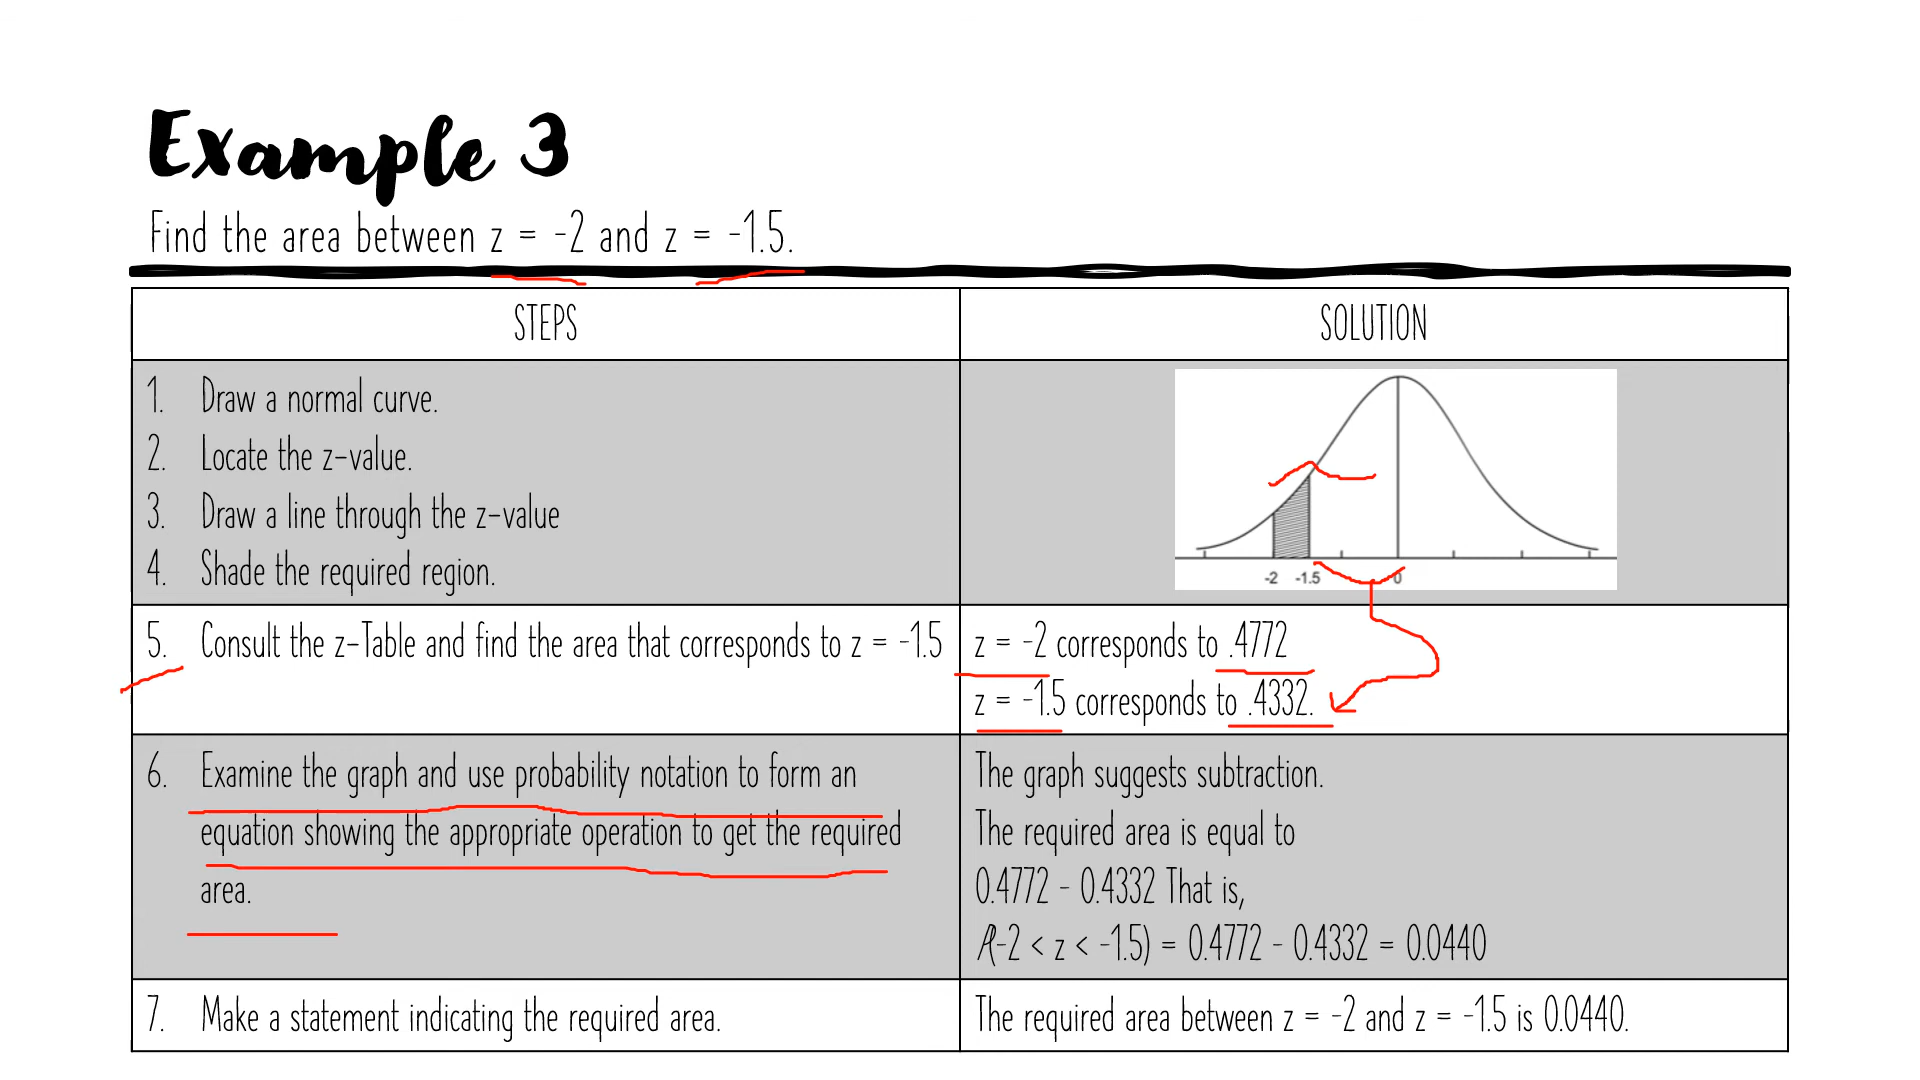 Example 3
Find the area between z = -2 and z = -1.5.
STEPS
SOLUTION
1. Draw a normal curve.
2. Locate the z-value.
3. Draw a line through the z-value
4. Shade the required region.
-2 -1.5 0
5. Consult the z-Table and find the area that corresponds to z = -1.5
z = -2 corresponds to .4772
z = -1.5 corresponds to .4332.
6. Examine the graph and use probability notation to form an
equation showing the appropriate operation to get the required
area.
The graph suggests subtraction.
The required area is equal to
0.4772 - 0.4332 That is,
P(-2 < z < -1.5) = 0.4772 - 0.4332 = 0.0440
7. Make a statement indicating the required area.
The required area between z = -2 and z = -1.5 is 0.0440.